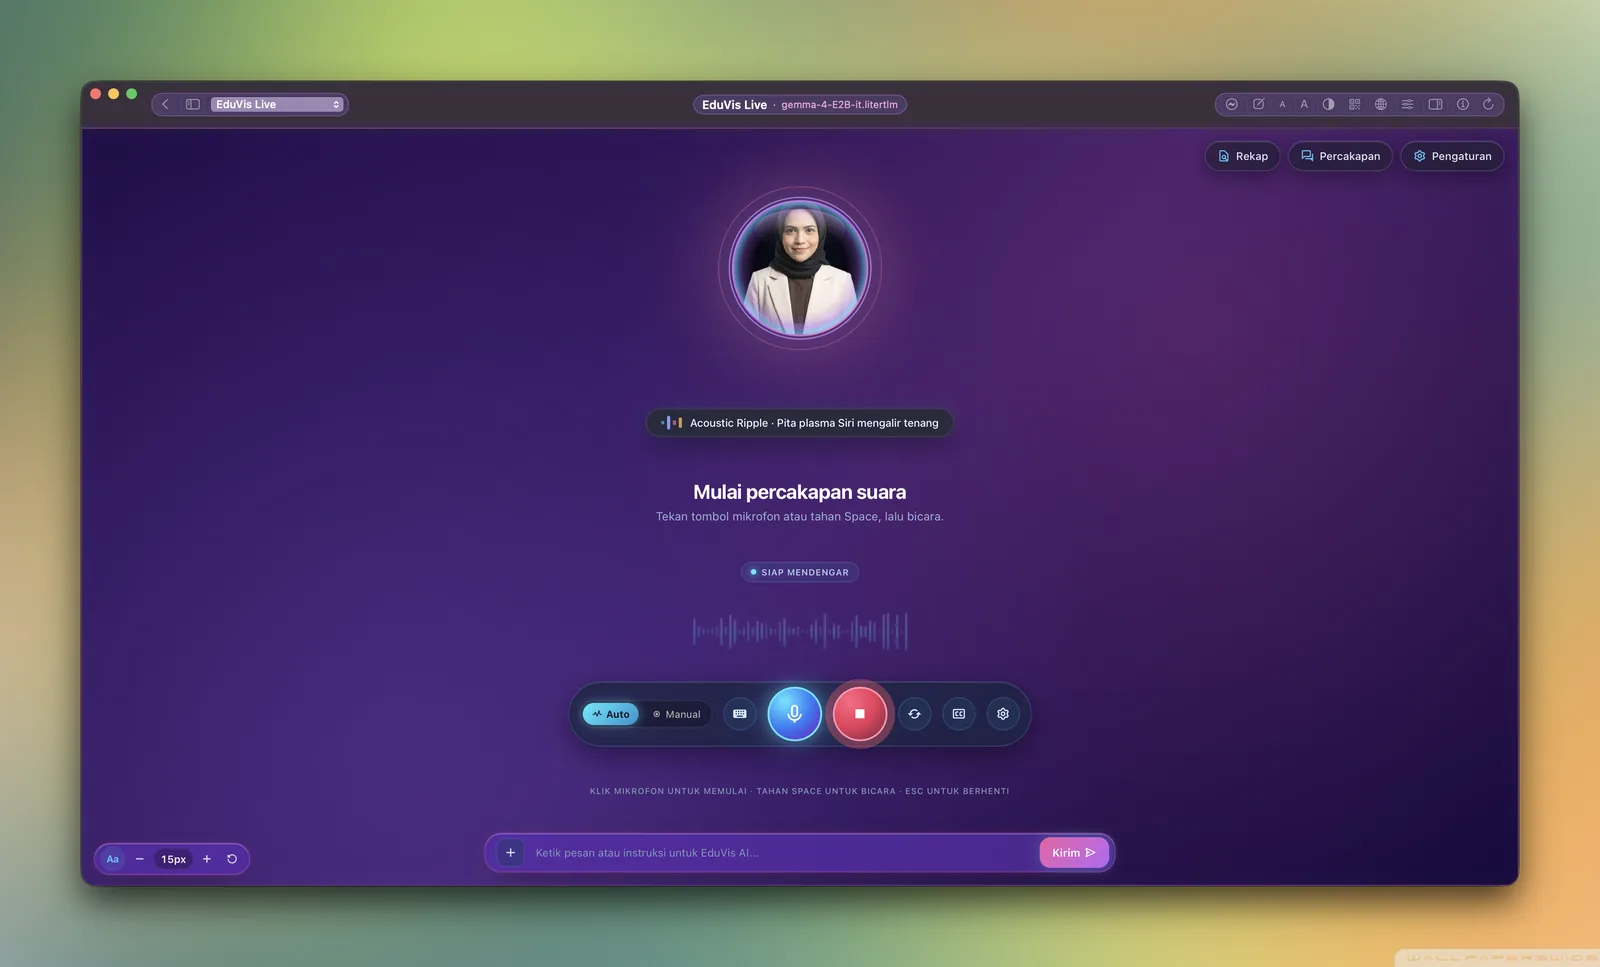 EduVis Live
EduVis Live · gemma-4-E2B-it.litertlm
A A
Rekap
Percakapan
Pengaturan
Acoustic Ripple · Pita plasma Siri mengalir tenang
Mulai percakapan suara
Tekan tombol mikrofon atau tahan Space, lalu bicara.
SIAP MENDENGAR
Auto
Manual
CC
KLIK MIKROFON UNTUK MEMULAI · TAHAN SPACE UNTUK BICARA · ESC UNTUK BERHENTI
Aa − 15px +
+ Ketik pesan atau instruksi untuk EduVis AI...
Kirim